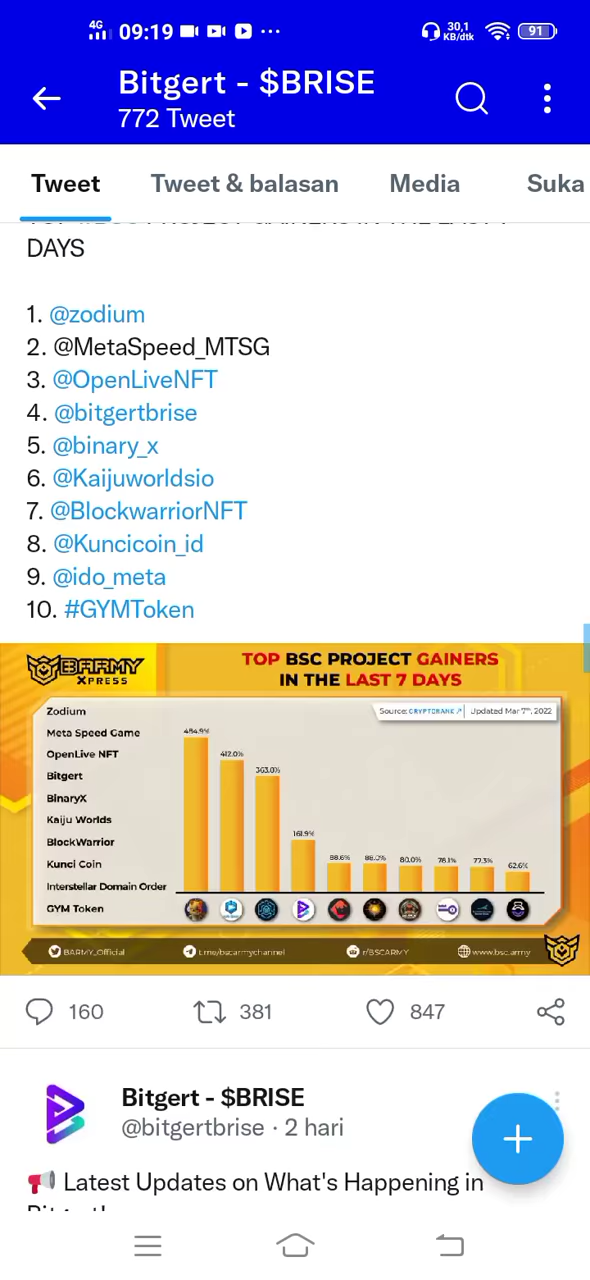 4G 09:19 30,1 KB/dtk 91
Bitgert - $BRISE
772 Tweet
Tweet Tweet & balasan Media Suka
DAYS
1. @zodium
2. @MetaSpeed_MTSG
3. @OpenLiveNFT
4. @bitgertbrise
5. @binary_x
6. @Kaijuworldsio
7. @BlockwarriorNFT
8. @Kuncicoin_id
9. @ido_meta
10. #GYMToken
BARMY
XPRESS
TOP BSC PROJECT GAINERS
IN THE LAST 7 DAYS
Source: CRYPTORANK Updated Mar 7th, 2022
Zodium
Meta Speed Game
OpenLive NFT
Bitgert
BinaryX
Kaiju Worlds
BlockWarrior
Kunci Coin
Interstellar Domain Order
GYM Token
484.9%
412.0%
363.0%
161.9%
88.6%
88.0%
80.0%
78.1%
77.3%
62.6%
BARMY_Official t.me/bscarmychannel r/BSCARMY www.bsc.army
160 381 847
Bitgert - $BRISE
@bitgertbrise · 2 hari
Latest Updates on What's Happening in